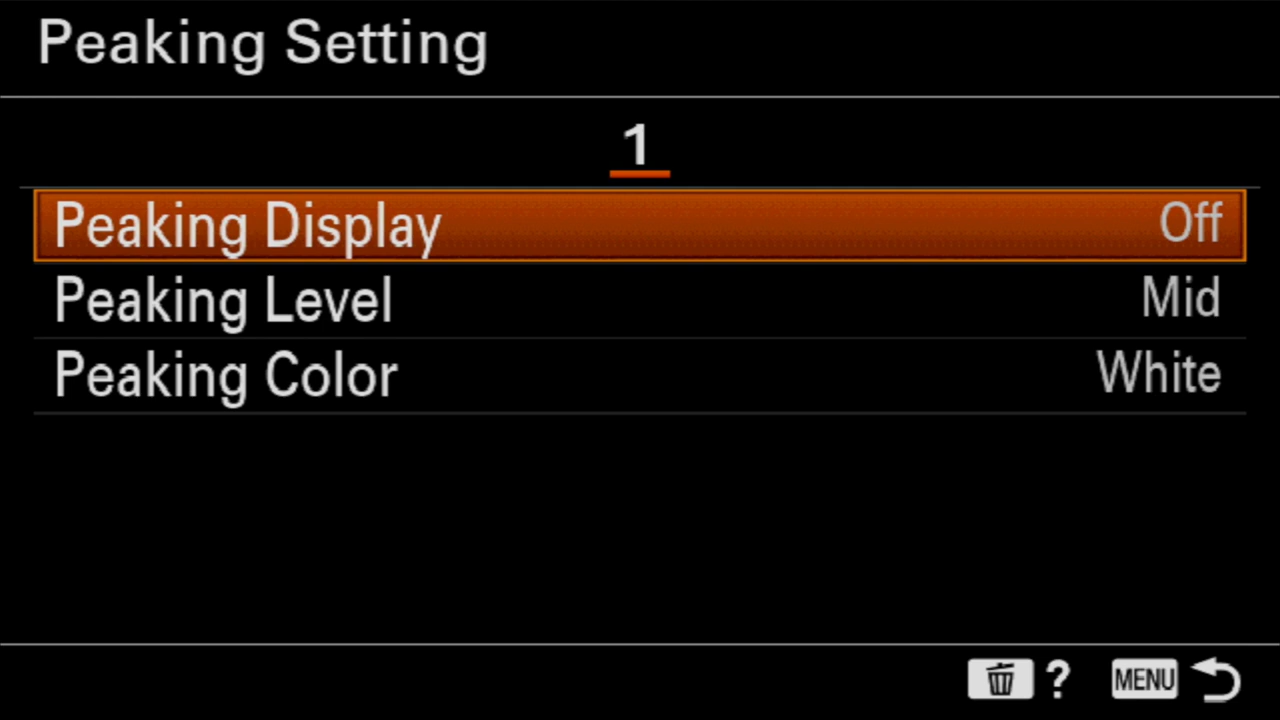 Peaking Setting
1
Peaking Display Off
Peaking Level Mid
Peaking Color White
? MENU